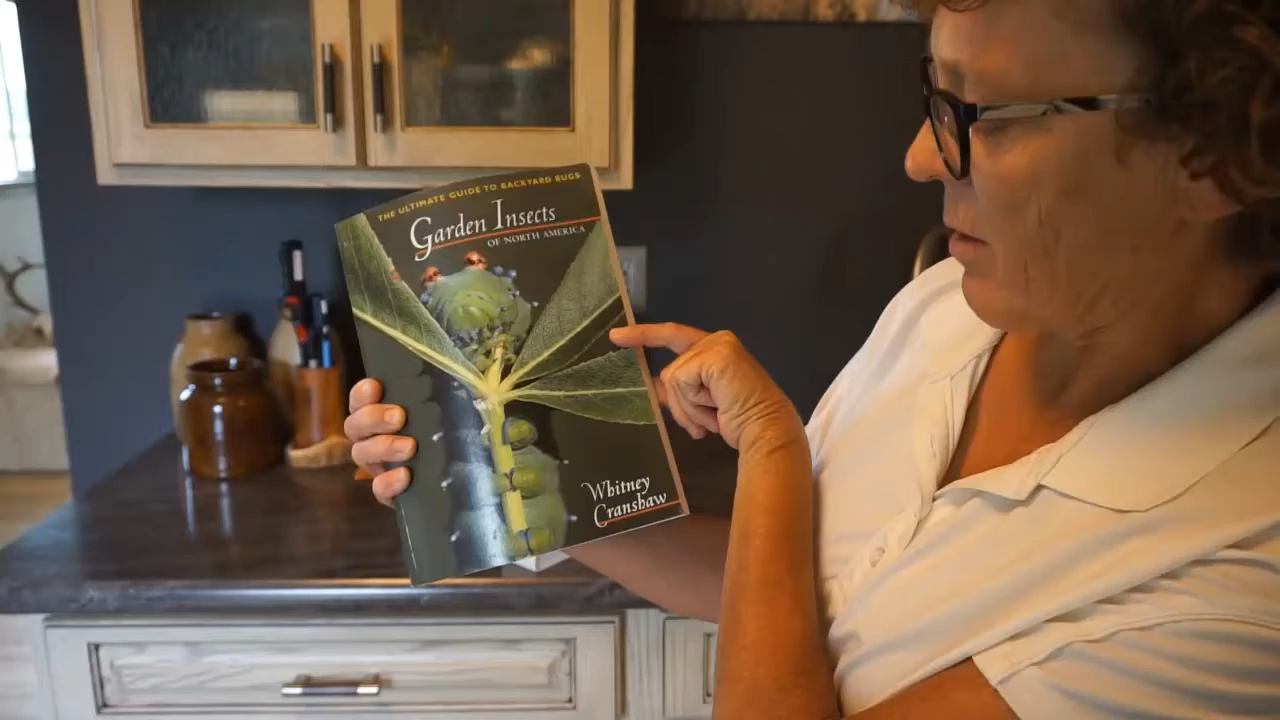 THE ULTIMATE GUIDE TO BACKYARD BUGS
Garden Insects
OF NORTH AMERICA
Whitney
Cranshaw